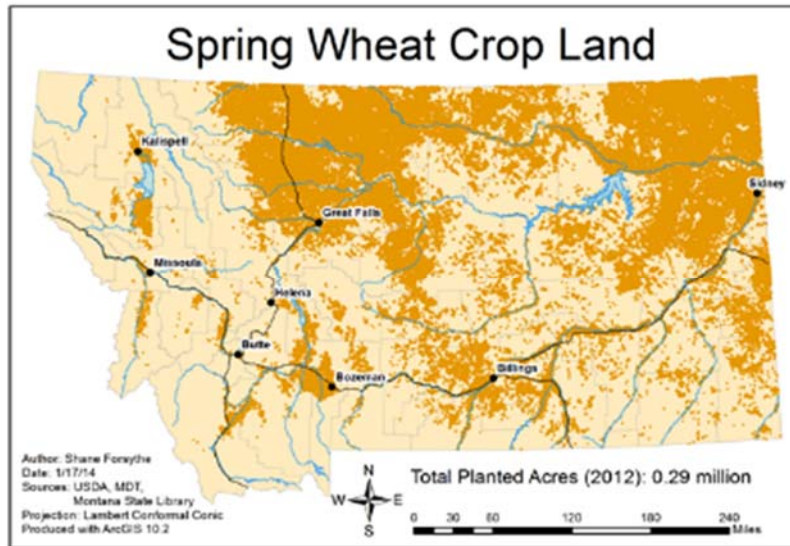 Spring Wheat Crop Land
Kalispell
Sidney
Great Falls
Missoula
Helena
Butte
Bozeman
Billings
Author: Shane Forsythe
Date: 1/17/14
Sources: USDA, MDT,
Montana State Library
Projection: Lambert Conformal Conic
Produced with ArcGIS 10.2
N
W E
S
Total Planted Acres (2012): 0.29 million
0 15 30 60 120 180 240
Miles